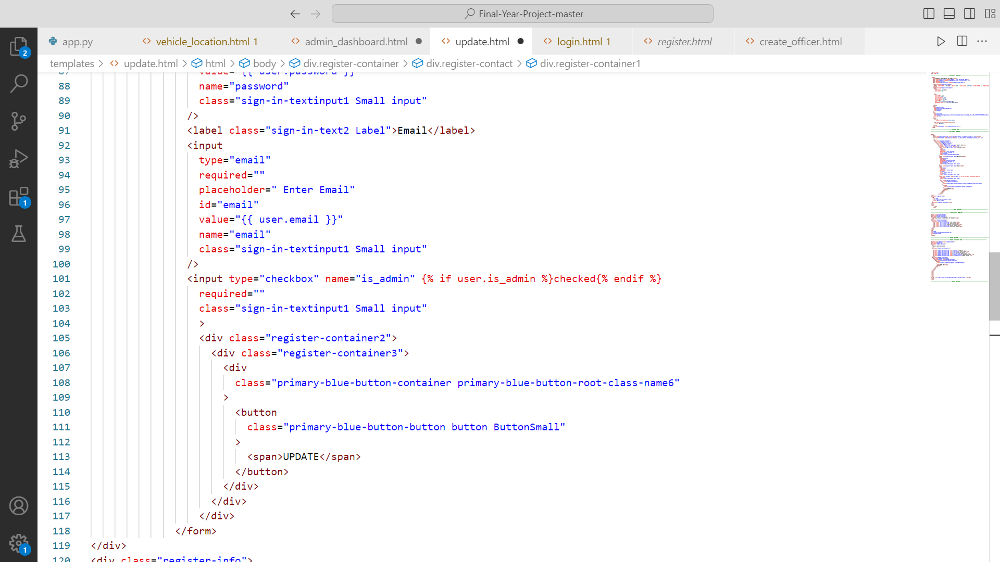 Final-Year-Project-master
2
app.py
vehicle_location.html 1
admin_dashboard.html
update.html
login.html 1
register.html
create_officer.html
templates
update.html
html
body
div.register-container
div.register-contact
div.register-container1
87 value="{{ user.password }}"
88 name="password"
89 class="sign-in-textinput1 Small input"
90 />
91 <label class="sign-in-text2 Label">Email</label>
92 <input
93 type="email"
94 required=""
95 placeholder=" Enter Email"
96 id="email"
97 value="{{ user.email }}"
98 name="email"
99 class="sign-in-textinput1 Small input"
100 />
101 <input type="checkbox" name="is_admin" {% if user.is_admin %}checked{% endif %}
102 required=""
103 class="sign-in-textinput1 Small input"
104 >
105 <div class="register-container2">
106 <div class="register-container3">
107 <div
108 class="primary-blue-button-container primary-blue-button-root-class-name6"
109 >
110 <button
111 class="primary-blue-button-button button ButtonSmall"
112 >
113 <span>UPDATE</span>
114 </button>
115 </div>
116 </div>
117 </div>
118 </form>
119 </div>
120 <div class="register-info">
1
1